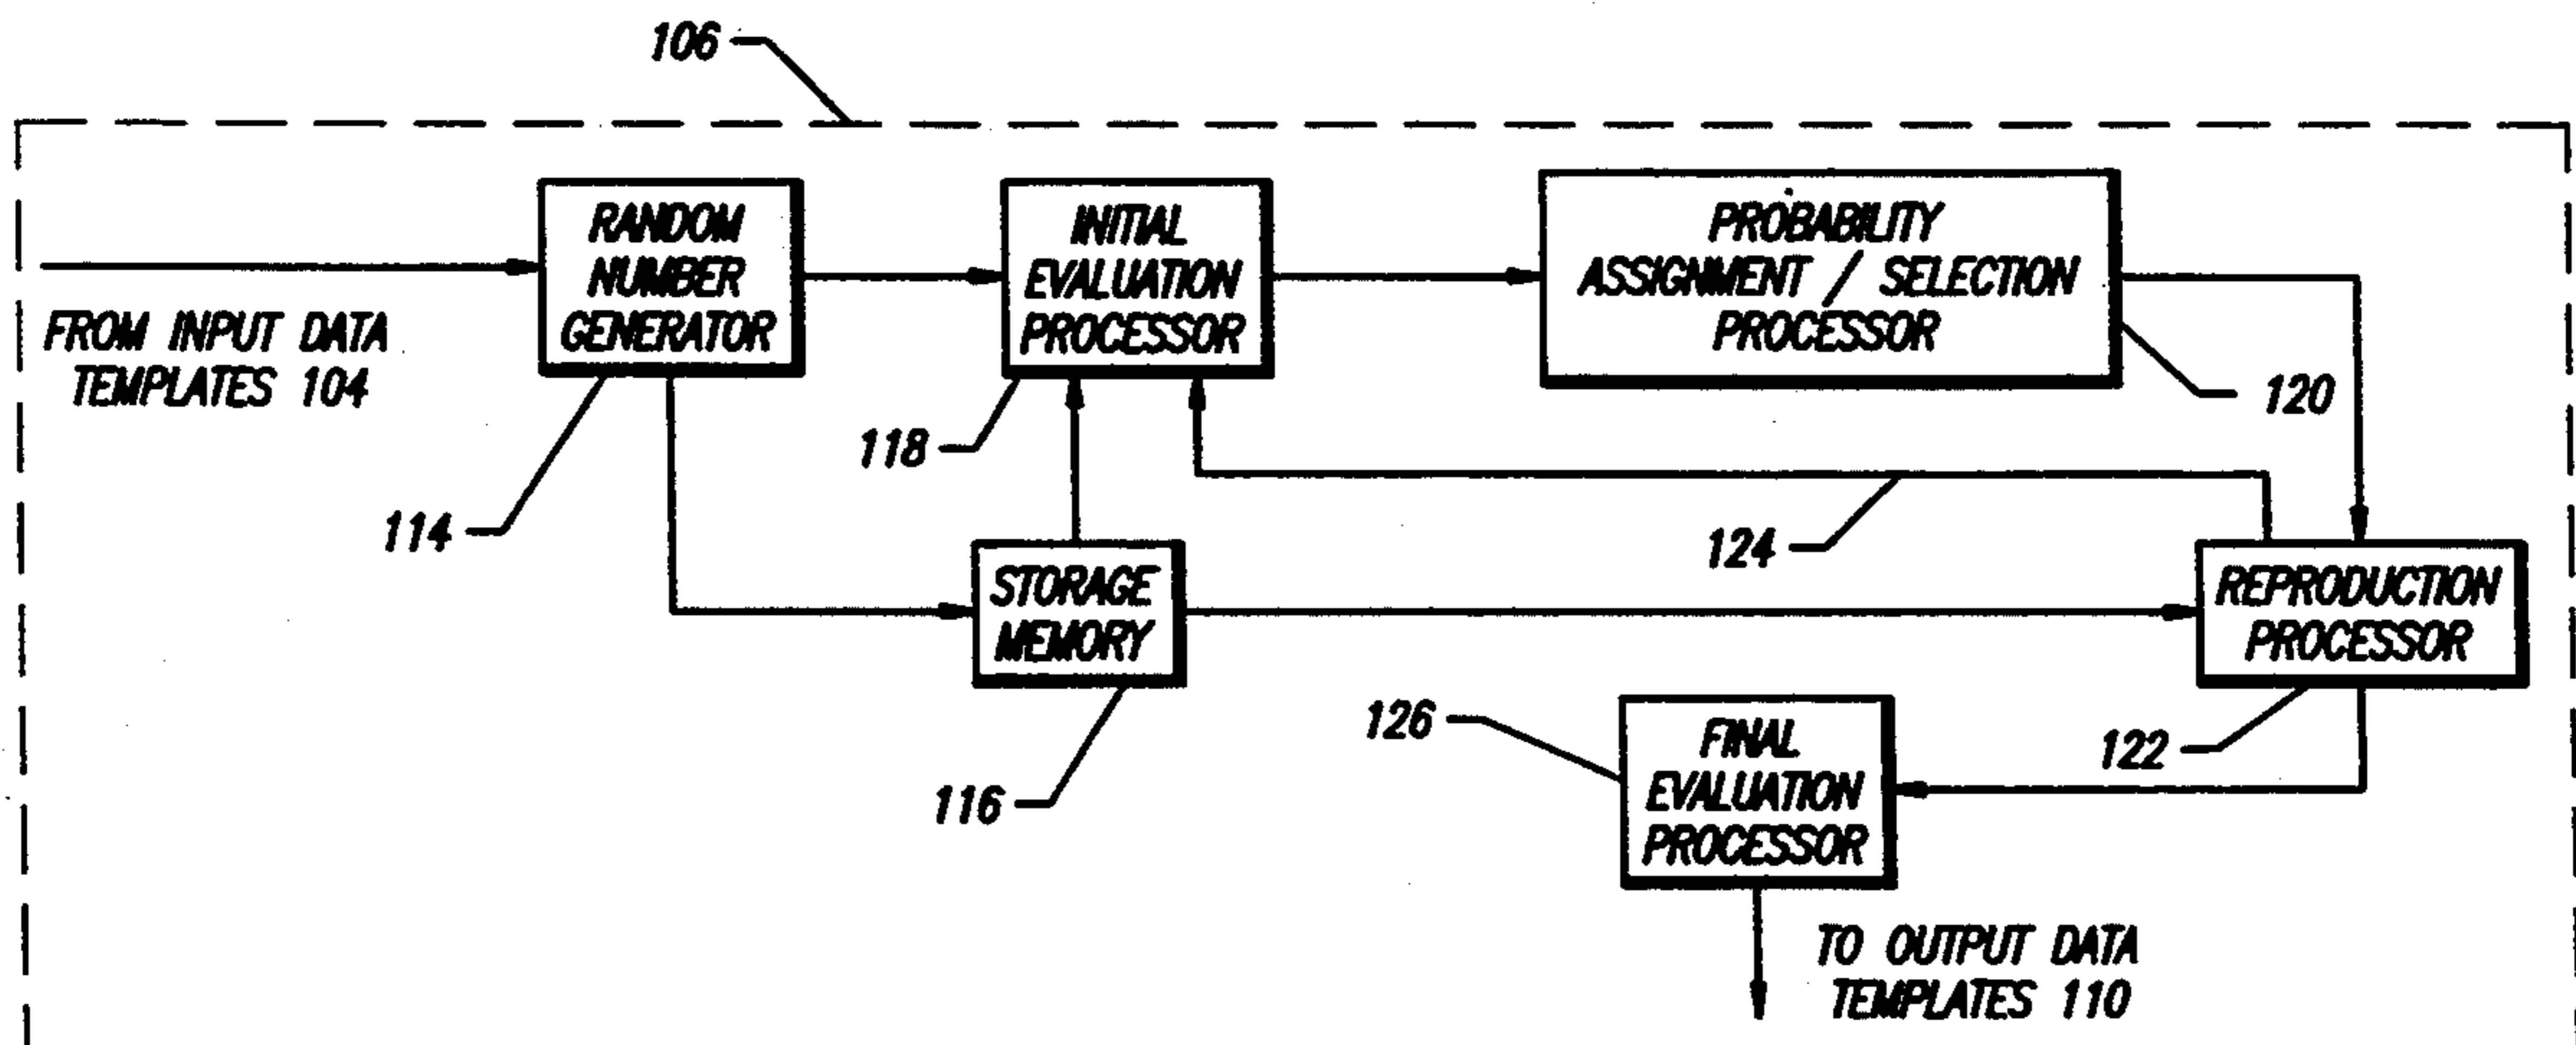 106
RANDOM
NUMBER
GENERATOR
INITIAL
EVALUATION
PROCESSOR
PROBABILITY
ASSIGNMENT / SELECTION
PROCESSOR
FROM INPUT DATA
TEMPLATES 104
120
118
114
124
STORAGE
MEMORY
REPRODUCTION
PROCESSOR
116
126
FINAL
EVALUATION
PROCESSOR
122
TO OUTPUT DATA
TEMPLATES 110